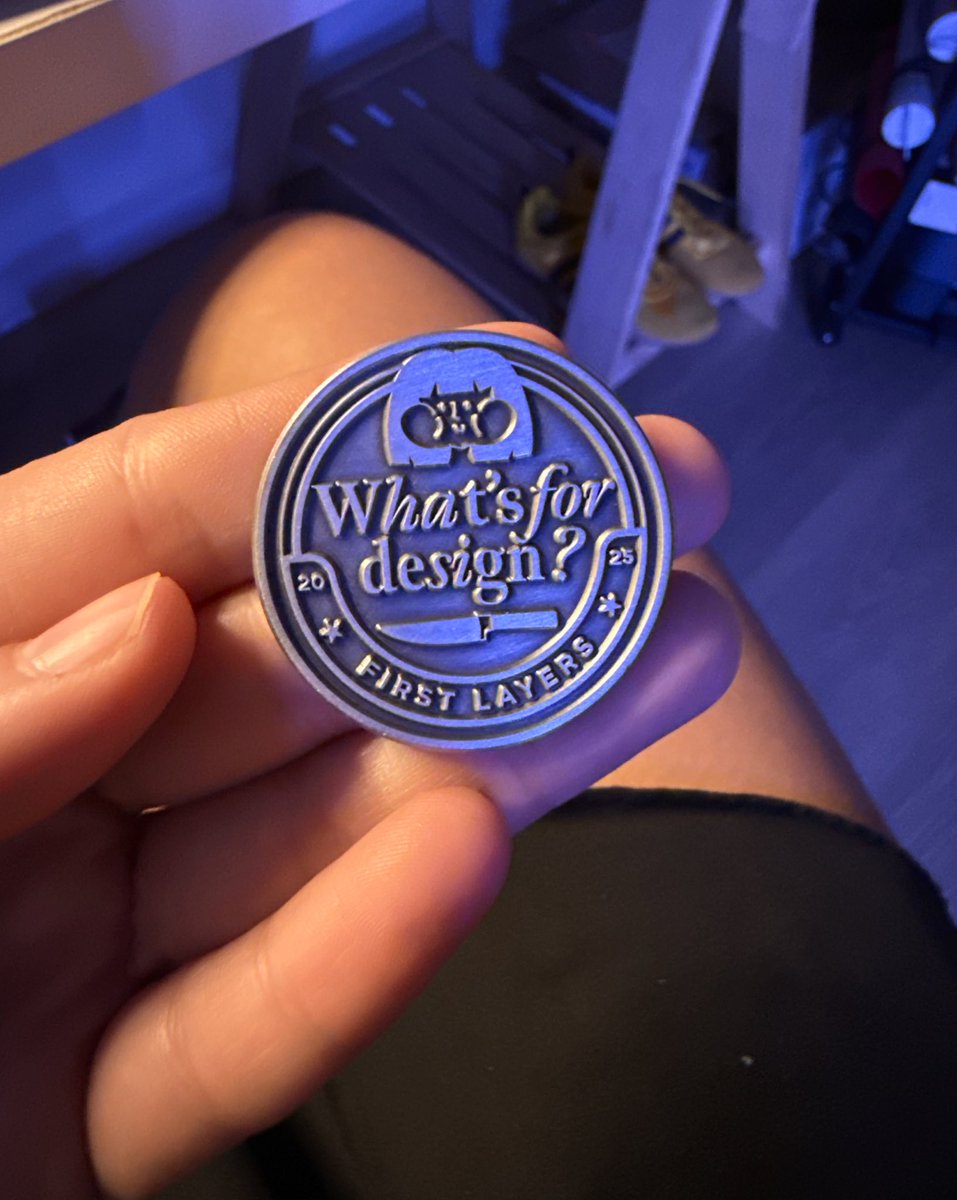 What's for
design?
20 25
FIRST LAYERS